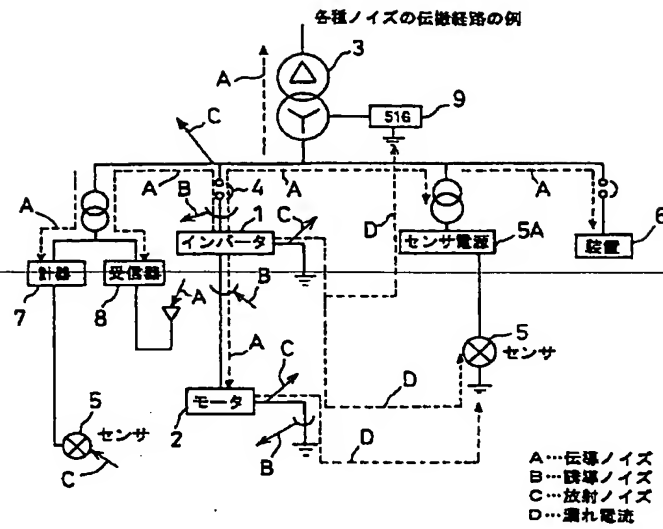 各種ノイズの伝搬経路の例
3
A
9
51G
C
A
A
B
4
A
A
A
1
C
D
インバータ
センサ電源
5A
装置
6
計器
受信器
7
8
A
B
A
C
5
センサ
モータ
2
D
5
センサ
C
B
D
A…伝導ノイズ
B…誘導ノイズ
C…放射ノイズ
D…漏れ電流